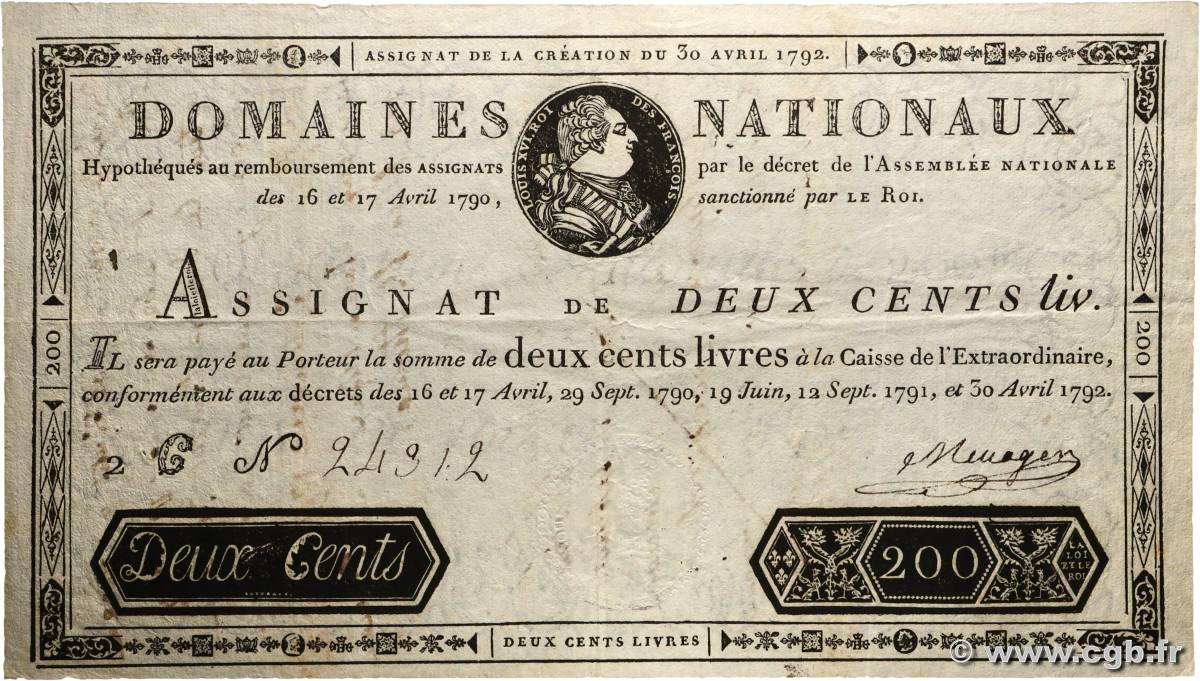 ASSIGNAT DE LA CRÉATION DU 30 AVRIL 1792.
DOMAINES NATIONAUX
LOUIS XVI. ROI DES FRANÇOIS
Hypothéqués au remboursement des ASSIGNATS par le décret de l'ASSEMBLÉE NATIONALE
des 16 et 17 Avril 1790, sanctionné par LE ROI.
ASSIGNAT DE DEUX CENTS liv.
IL sera payé au Porteur la somme de deux cents livres à la Caisse de l'Extraordinaire,
conformément aux décrets des 16 et 17 Avril, 29 Sept. 1790, 19 Juin, 12 Sept. 1791, et 30 Avril 1792.
200
200
2 C N 24312
Deux Cents
200
LA
LOI
ET LE
ROI
DEUX CENTS LIVRES
© www.cgb.fr